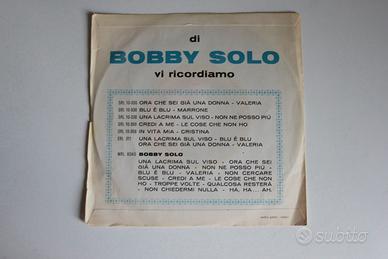 di
BOBBY SOLO
vi ricordiamo
ORA CHE SEI GIÀ UNA DONNA - VALERIA
BLU È BLU - MARRONE
UNA LACRIMA SUL VISO - NON NE POSSO PIÙ
CREDI A ME - LE COSE CHE NON HO
IN VITA MIA - CRISTINA
UNA LACRIMA SUL VISO - BLU È BLU
ORA CHE SEI GIÀ UNA DONNA - VALERIA
BOBBY SOLO
UNA LACRIMA SUL VISO - ORA CHE SEI
GIÀ UNA DONNA - NON NE POSSO PIÙ -
BLU È BLU - VALERIA - NON CERCARE
SCUSE - CREDI A ME - LE COSE CHE NON
HO - TROPPE VOLTE - QUALCOSA RESTERÀ
- NON CHIEDERMI NULLA - HA, HA... AH.
subito